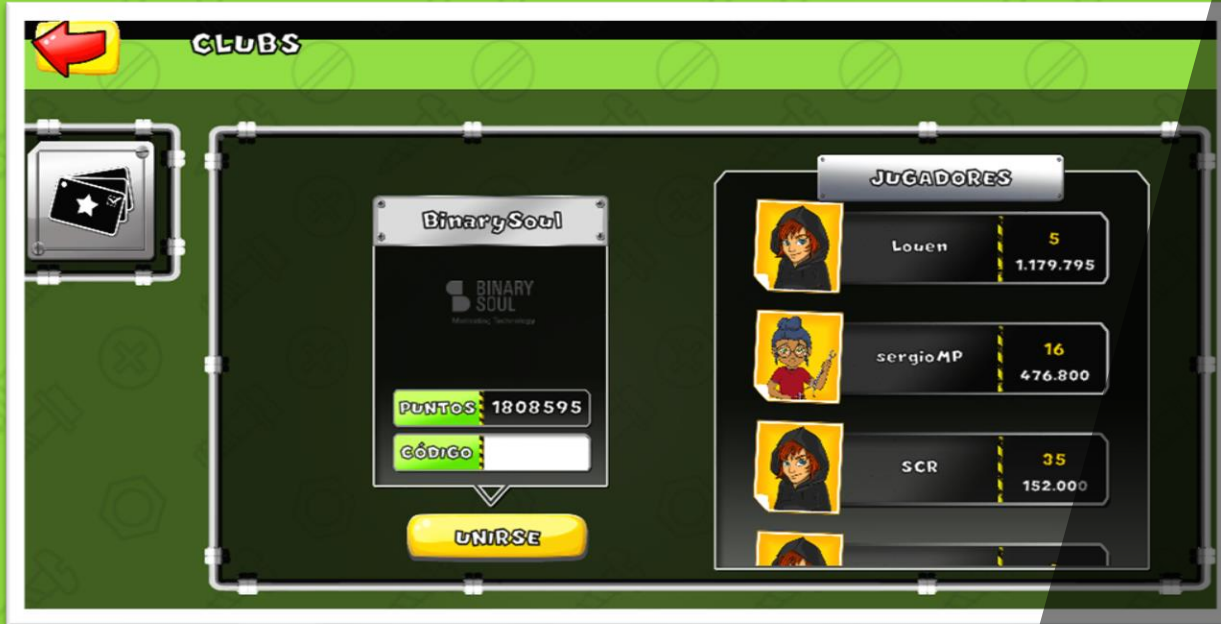 CLUBS
BinarySoul
BINARY
SOUL
PUNTOS 1808595
CÓDIGO
UNIRSE
JUGADORES
Louen
5
1.179.795
sergioMP
16
476.800
SCR
35
152.000